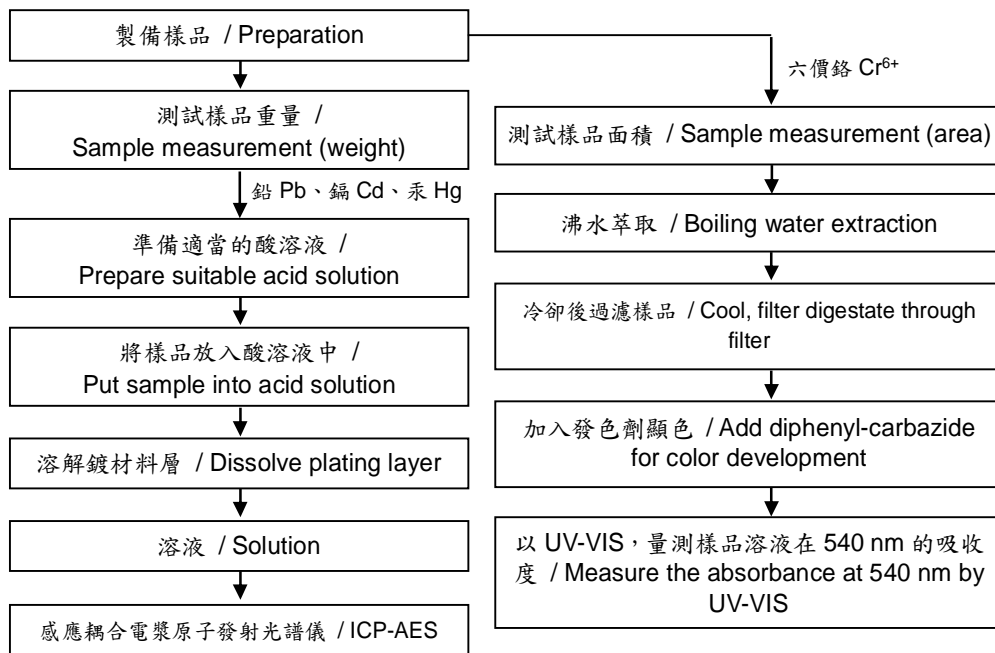 製備樣品 / Preparation
測試樣品重量 /
Sample measurement (weight)
鉛 Pb、鎘 Cd、汞 Hg
準備適當的酸溶液 /
Prepare suitable acid solution
將樣品放入酸溶液中 /
Put sample into acid solution
溶解鍍材料層 / Dissolve plating layer
溶液 / Solution
感應耦合電漿原子發射光譜儀 / ICP-AES
六價鉻 Cr⁶⁺
測試樣品面積 / Sample measurement (area)
沸水萃取 / Boiling water extraction
冷卻後過濾樣品 / Cool, filter digestate through
filter
加入發色劑顯色 / Add diphenyl-carbazide
for color development
以 UV-VIS，量測樣品溶液在 540 nm 的吸收
度 / Measure the absorbance at 540 nm by
UV-VIS